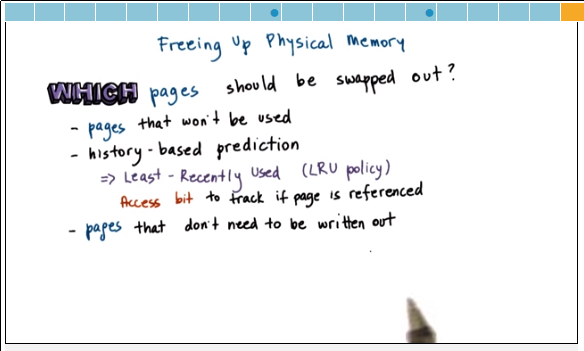 Freeing Up Physical Memory
WHICH pages should be swapped out?
- pages that won't be used
- history-based prediction
=> Least-Recently Used (LRU policy)
Access bit to track if page is referenced
- pages that don't need to be written out